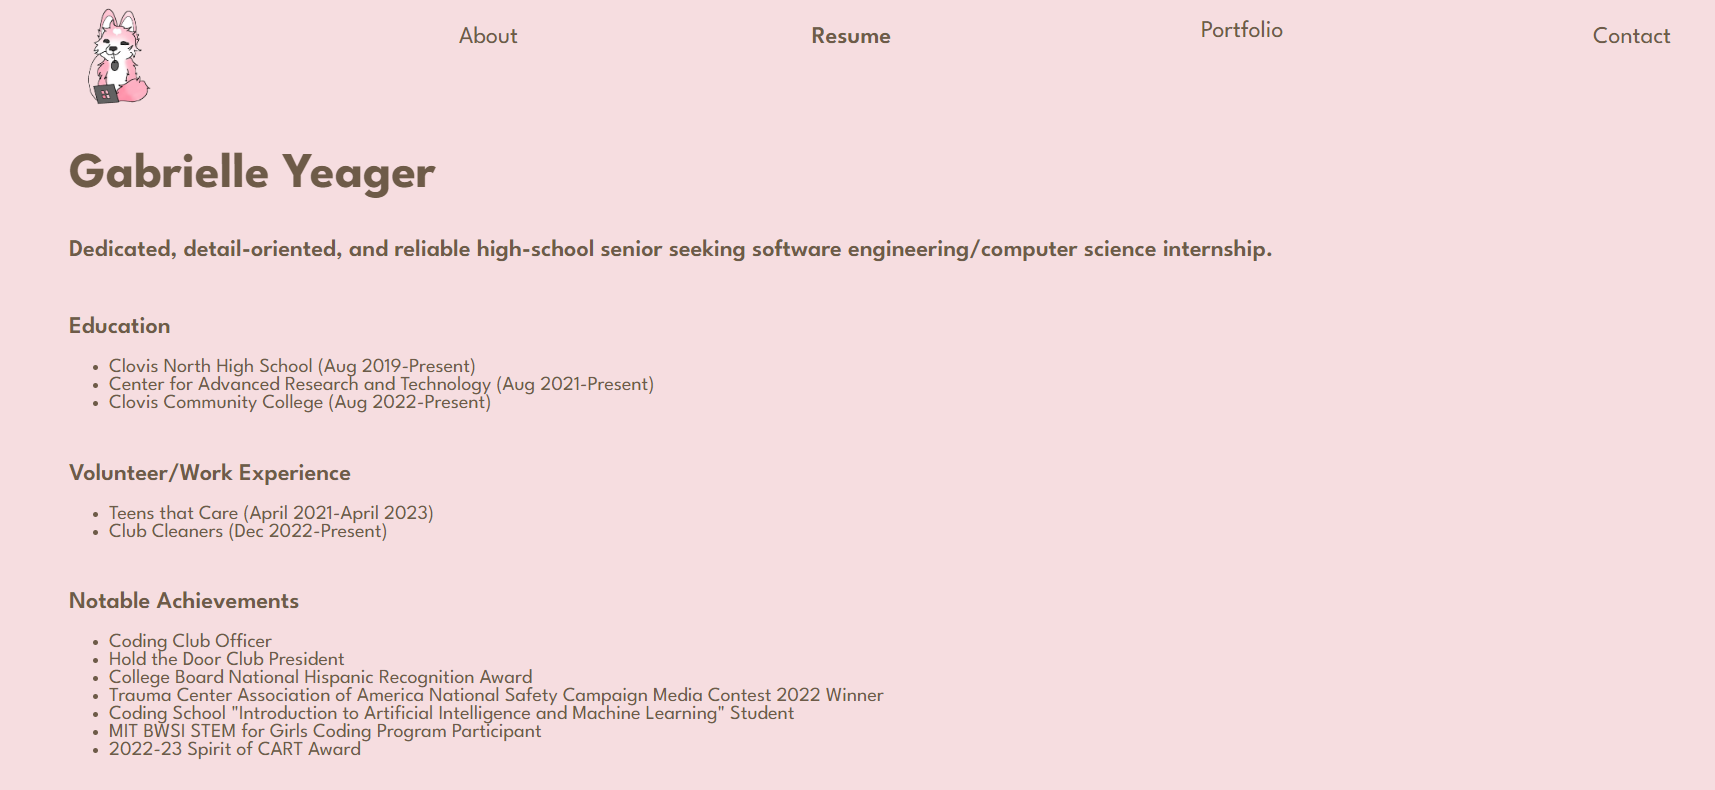 About Resume Portfolio Contact
Gabrielle Yeager
Dedicated, detail-oriented, and reliable high-school senior seeking software engineering/computer science internship.
Education
• Clovis North High School (Aug 2019-Present)
• Center for Advanced Research and Technology (Aug 2021-Present)
• Clovis Community College (Aug 2022-Present)
Volunteer/Work Experience
• Teens that Care (April 2021-April 2023)
• Club Cleaners (Dec 2022-Present)
Notable Achievements
• Coding Club Officer
• Hold the Door Club President
• College Board National Hispanic Recognition Award
• Trauma Center Association of America National Safety Campaign Media Contest 2022 Winner
• Coding School "Introduction to Artificial Intelligence and Machine Learning" Student
• MIT BWSI STEM for Girls Coding Program Participant
• 2022-23 Spirit of CART Award